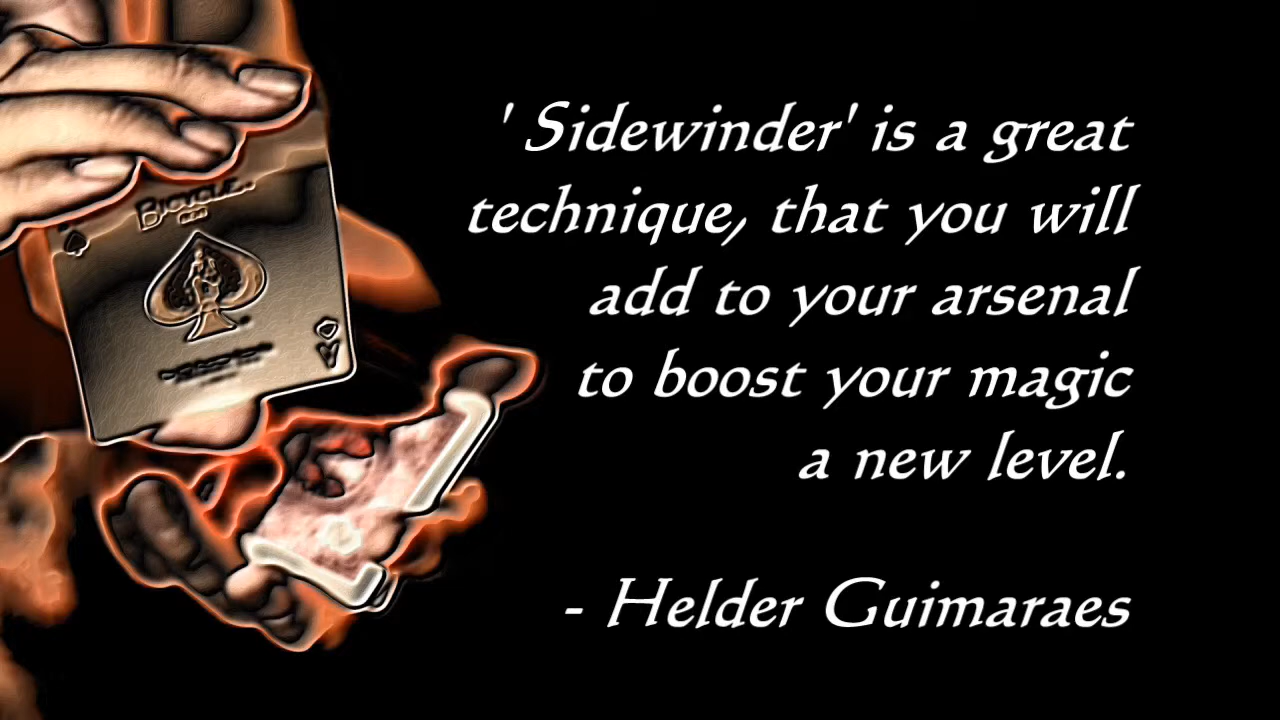 BICYCLE
' Sidewinder' is a great
technique, that you will
add to your arsenal
to boost your magic
a new level.
- Helder Guimaraes